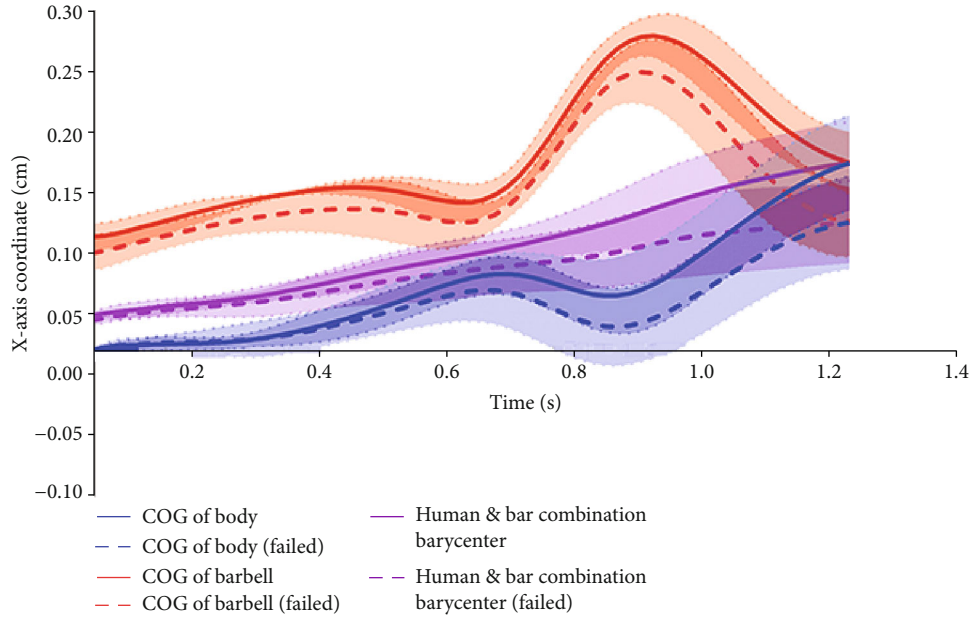 0.30
0.25
0.20
0.15
0.10
0.05
0.00
−0.05
−0.10
X-axis coordinate (cm)
0.2 0.4 0.6 0.8 1.0 1.2 1.4
Time (s)
COG of body
COG of body (failed)
COG of barbell
COG of barbell (failed)
Human & bar combination
barycenter
Human & bar combination
barycenter (failed)